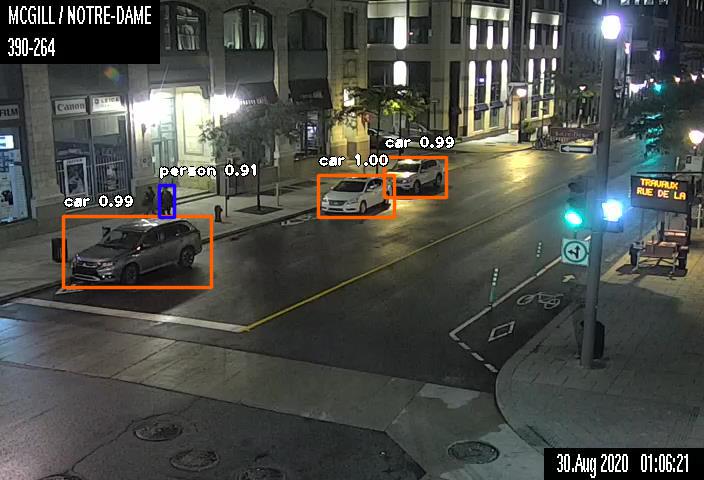 MCGILL / NOTRE-DAME
390-264
car 0.99
car 1.00
person 0.91
car 0.99
FILM
Canon
TRAVAUX
RUE DE LA
30.Aug 2020 01:06:21